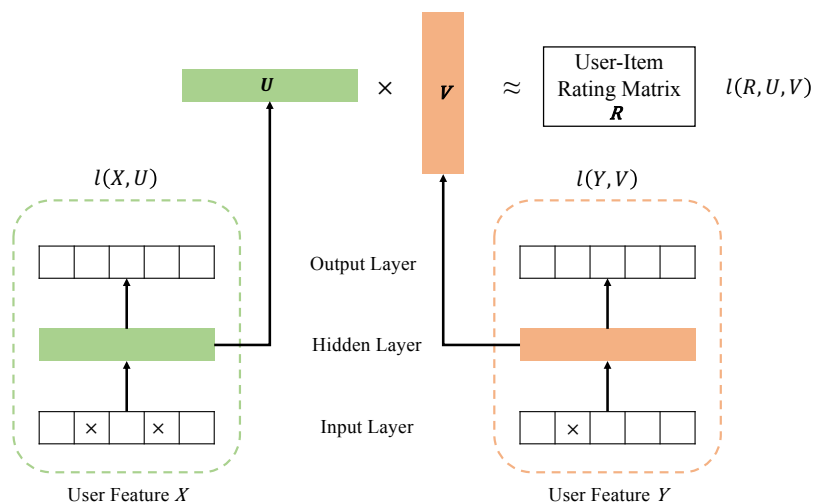 U
×
V
≈
User-Item
Rating Matrix
R
l(R, U, V)
l(X, U)
l(Y, V)
Output Layer
Hidden Layer
× ×
Input Layer
×
User Feature X
User Feature Y